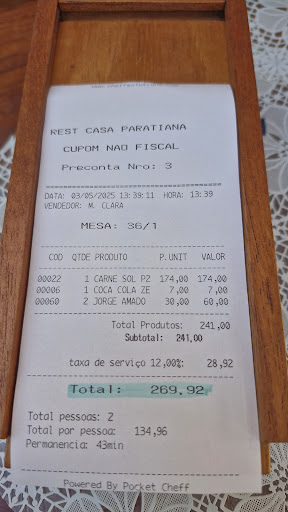 REST CASA PARATIANA
CUPOM NAO FISCAL
Preconta Nro: 3
DATA: 03/05/2025 13:39:11 HORA: 13:39
VENDEDOR: M. CLARA
MESA: 36/1
COD QTDE PRODUTO P.UNIT VALOR
00022 1 CARNE SOL P2 174,00 174,00
00006 1 COCA COLA ZE 7,00 7,00
00060 2 JORGE AMADO 30,00 60,00
Total Produtos: 241,00
Subtotal: 241,00
taxa de serviço 12,00%: 28,92
Total: 269,92
Total pessoas: 2
Total por pessoa: 134,96
Permanencia: 43min
Powered By Pocket Cheff